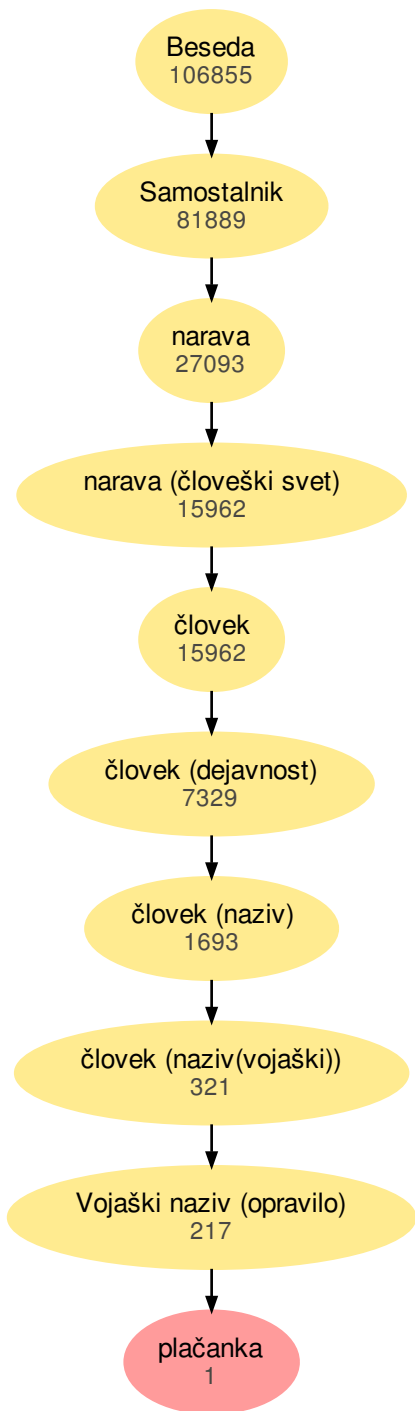 Beseda
106855
Samostalnik
81889
narava
27093
narava (človeški svet)
15962
človek
15962
človek (dejavnost)
7329
človek (naziv)
1693
človek (naziv(vojaški))
321
Vojaški naziv (opravilo)
217
plačanka
1